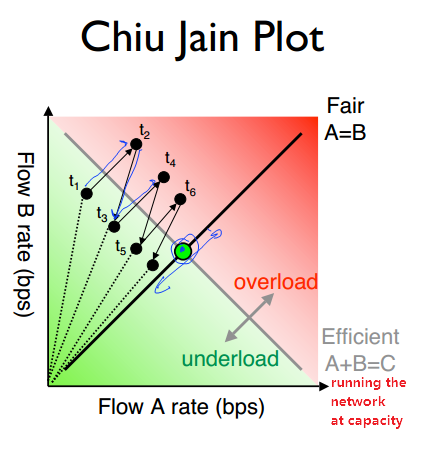 Chiu Jain Plot
Fair
A=B
t1
t2
t4
t6
t3
t5
Flow B rate (bps)
overload
underload
Efficient
A+B=C
running the
network
at capacity
Flow A rate (bps)